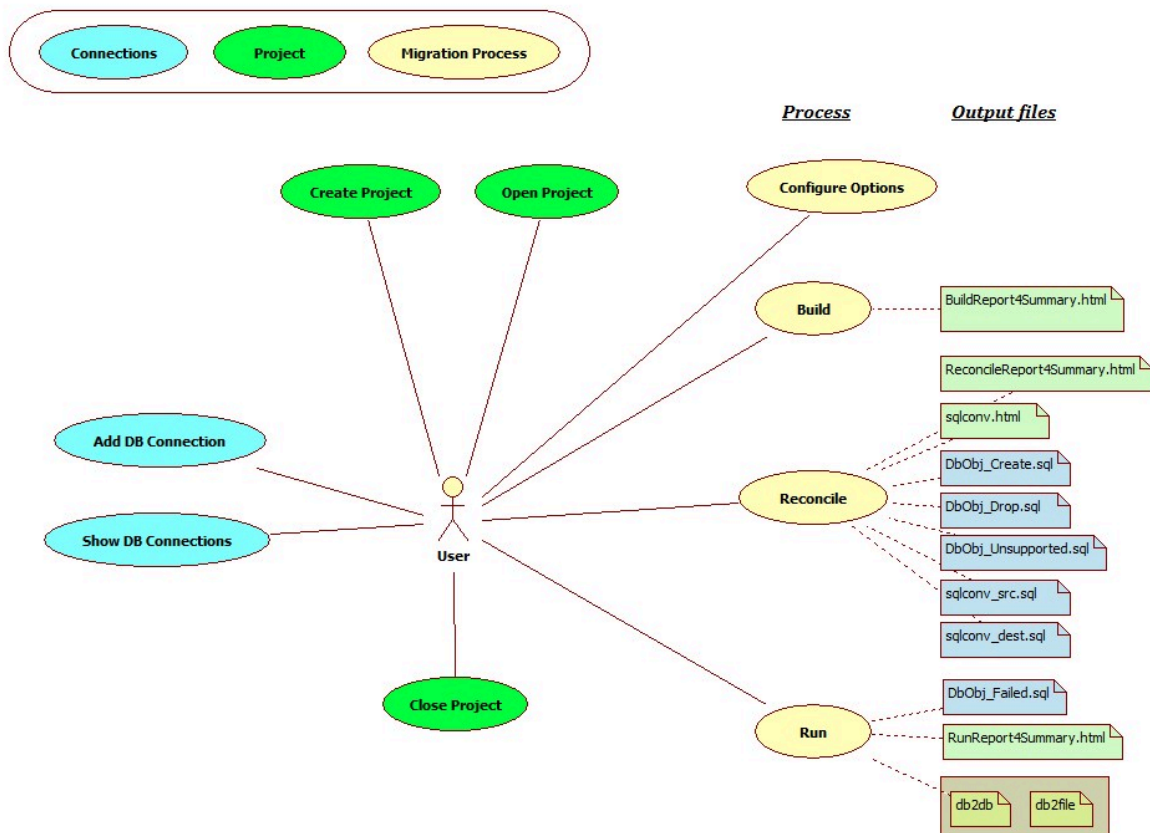 Connections
Project
Migration Process
Process
Output files
Create Project
Open Project
Configure Options
Build
BuildReport4Summary.html
ReconcileReport4Summary.html
sqlconv.html
Add DB Connection
DbObj_Create.sql
Reconcile
DbObj_Drop.sql
Show DB Connections
DbObj_Unsupported.sql
User
sqlconv_src.sql
sqlconv_dest.sql
Close Project
DbObj_Failed.sql
Run
RunReport4Summary.html
db2db
db2file